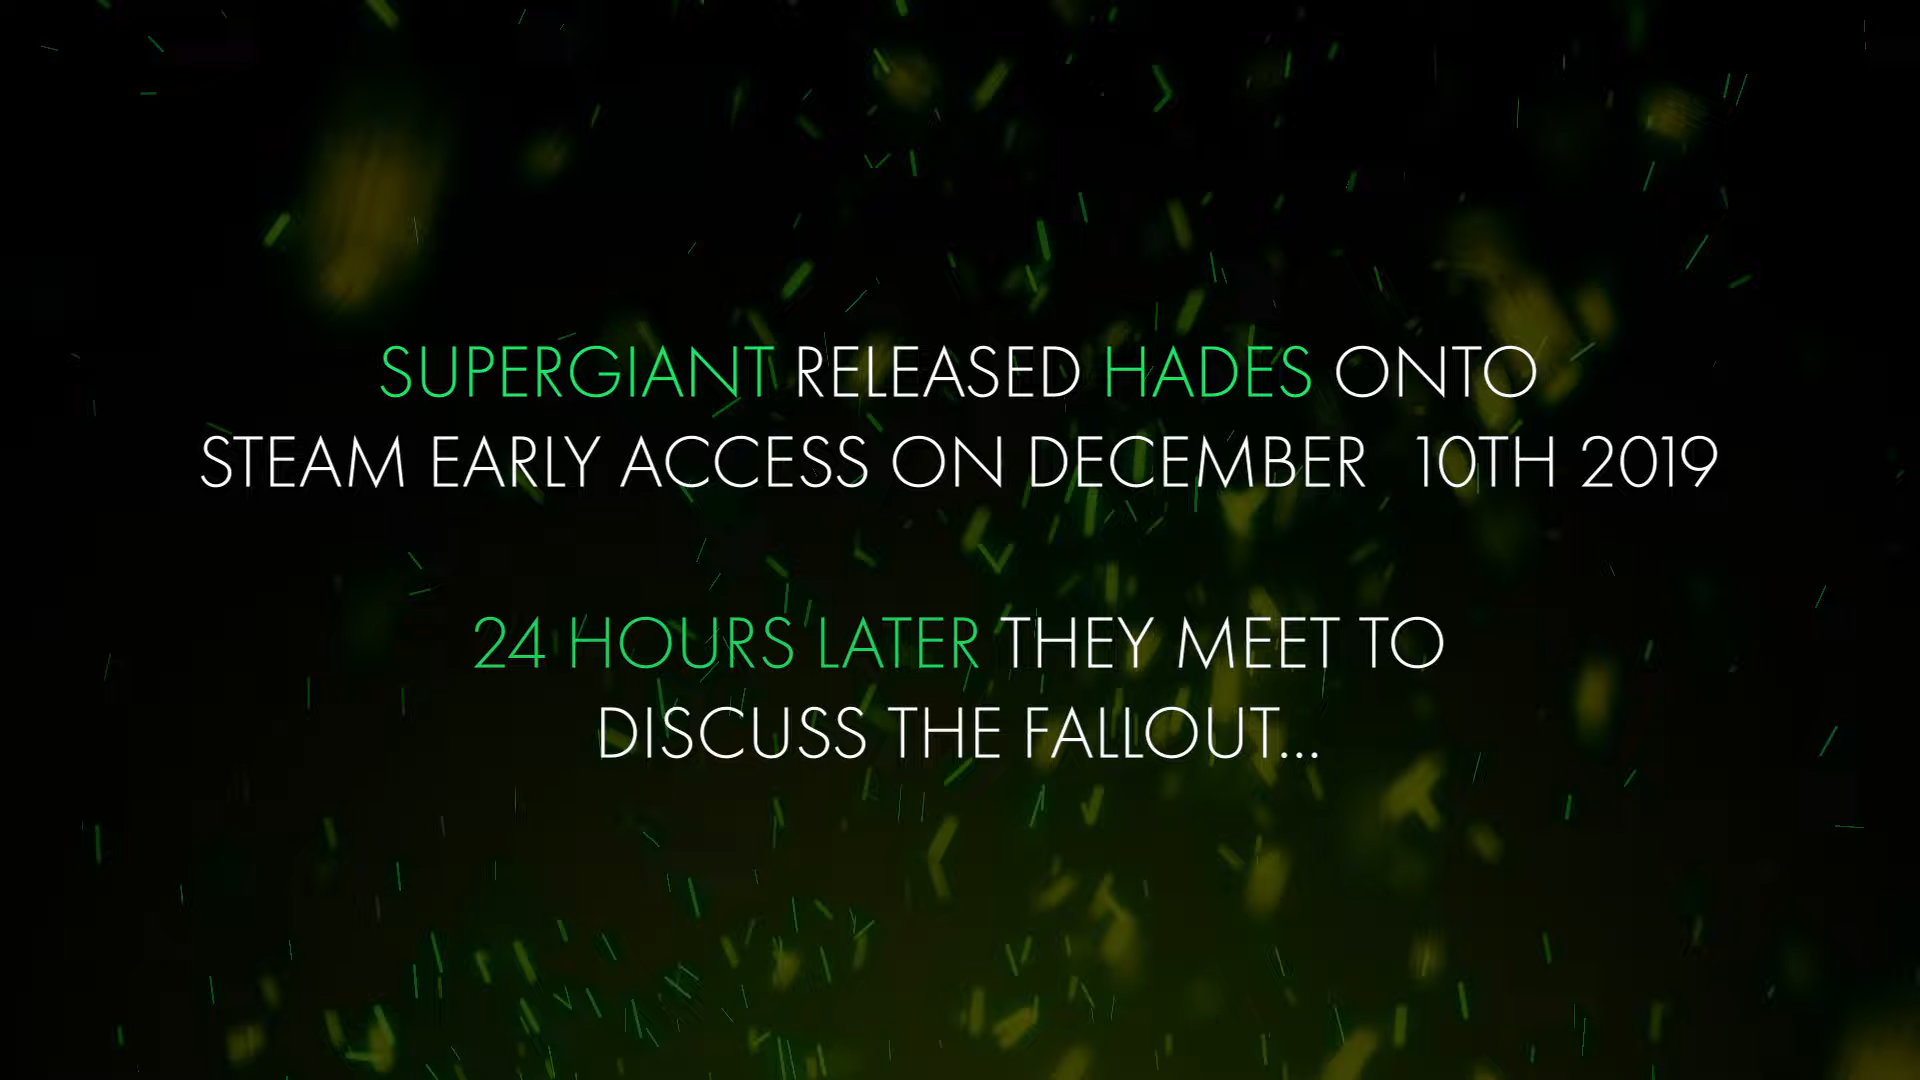 SUPERGIANT RELEASED HADES ONTO
STEAM EARLY ACCESS ON DECEMBER 10TH 2019
24 HOURS LATER THEY MEET TO
DISCUSS THE FALLOUT...